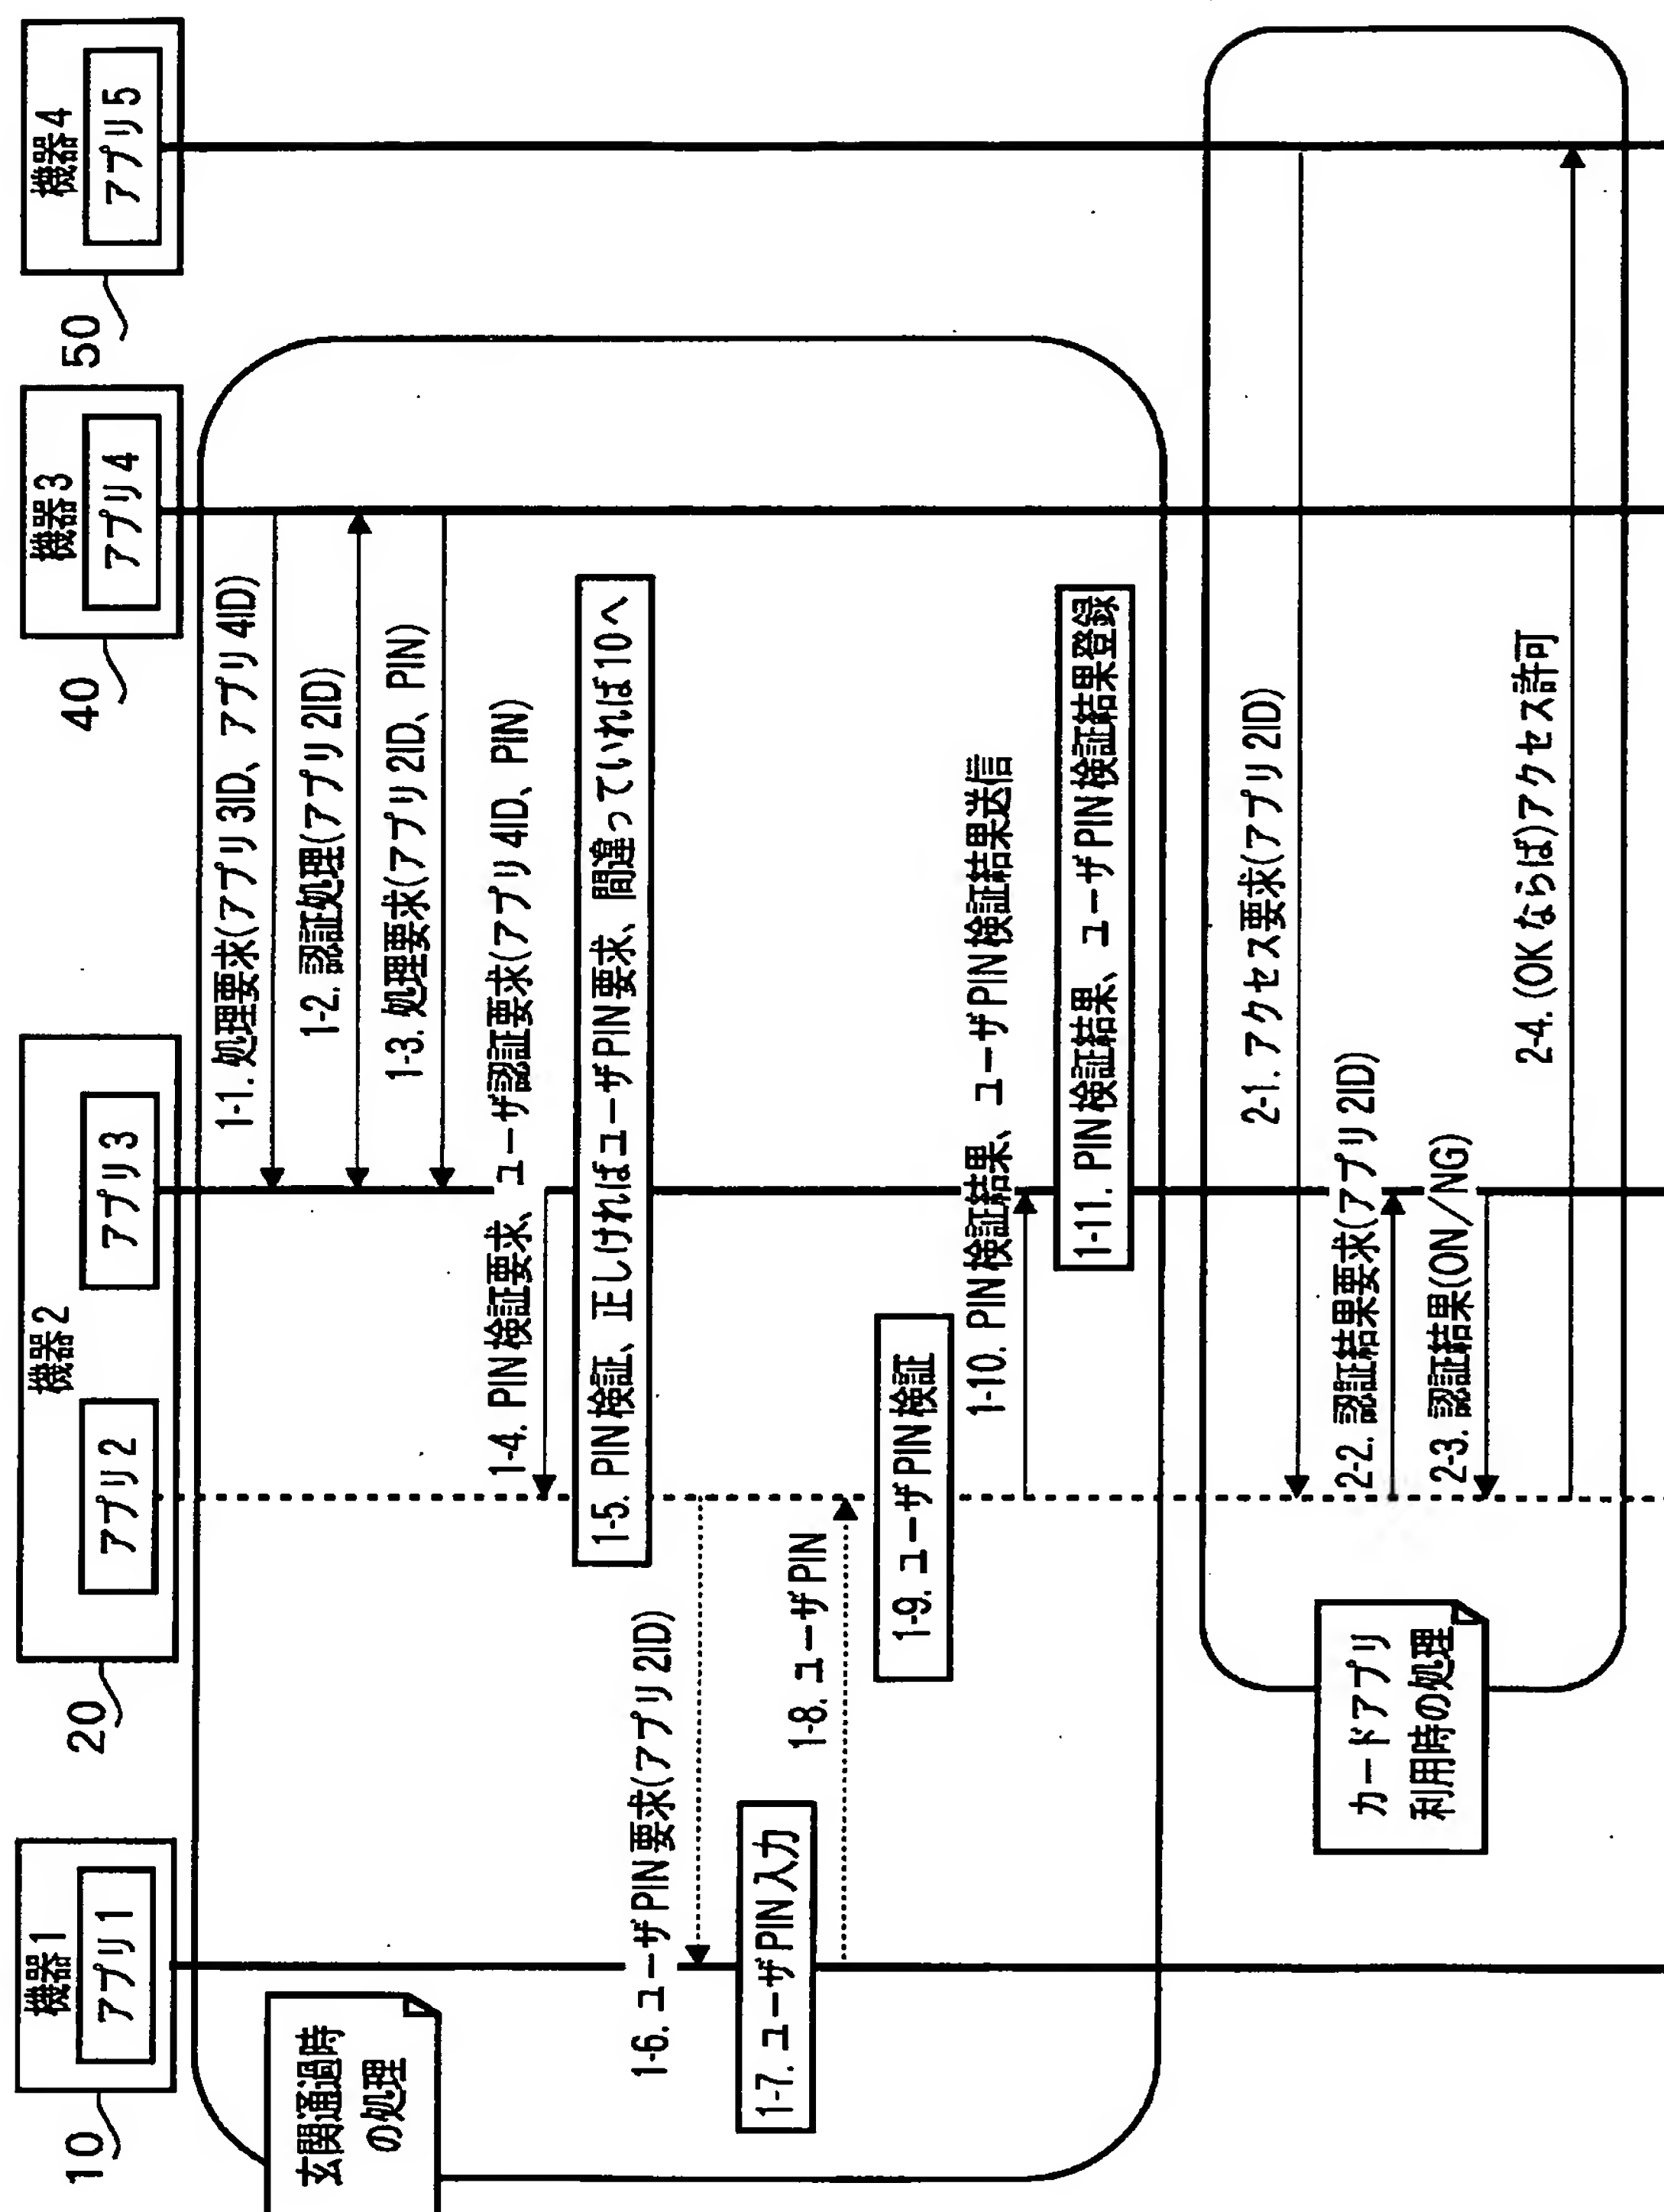 機器1
アプリ1
10
機器2
アプリ2
アプリ3
20
機器3
アプリ4
40
機器4
アプリ5
50
玄関通過時
の処理
1-1. 処理要求(アプリ3ID、アプリ4ID)
1-2. 認証処理(アプリ2ID)
1-3. 処理要求(アプリ2ID、PIN)
1-4. PIN検証要求、ユーザ認証要求(アプリ4ID、PIN)
1-5. PIN検証、正しければユーザPIN要求、間違っていれば10へ
1-6. ユーザPIN要求(アプリ2ID)
1-7. ユーザPIN入力
1-8. ユーザPIN
1-9. ユーザPIN検証
1-10. PIN検証結果、ユーザPIN検証結果送信
1-11. PIN検証結果、ユーザPIN検証結果登録
カードアプリ
利用時の処理
2-1. アクセス要求(アプリ2ID)
2-2. 認証結果要求(アプリ2ID)
2-3. 認証結果(ON/NG)
2-4. (OKならば)アクセス許可